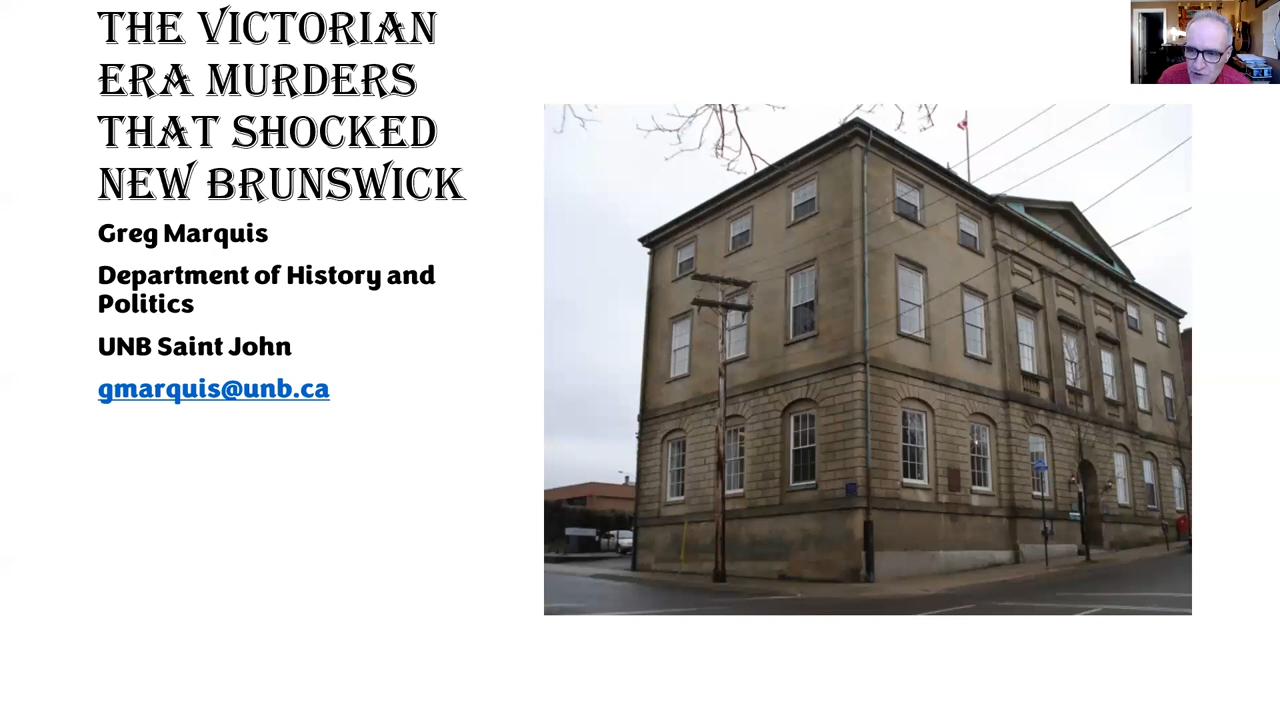 THE VICTORIAN
ERA MURDERS
THAT SHOCKED
NEW BRUNSWICK
Greg Marquis
Department of History and
Politics
UNB Saint John
gmarquis@unb.ca